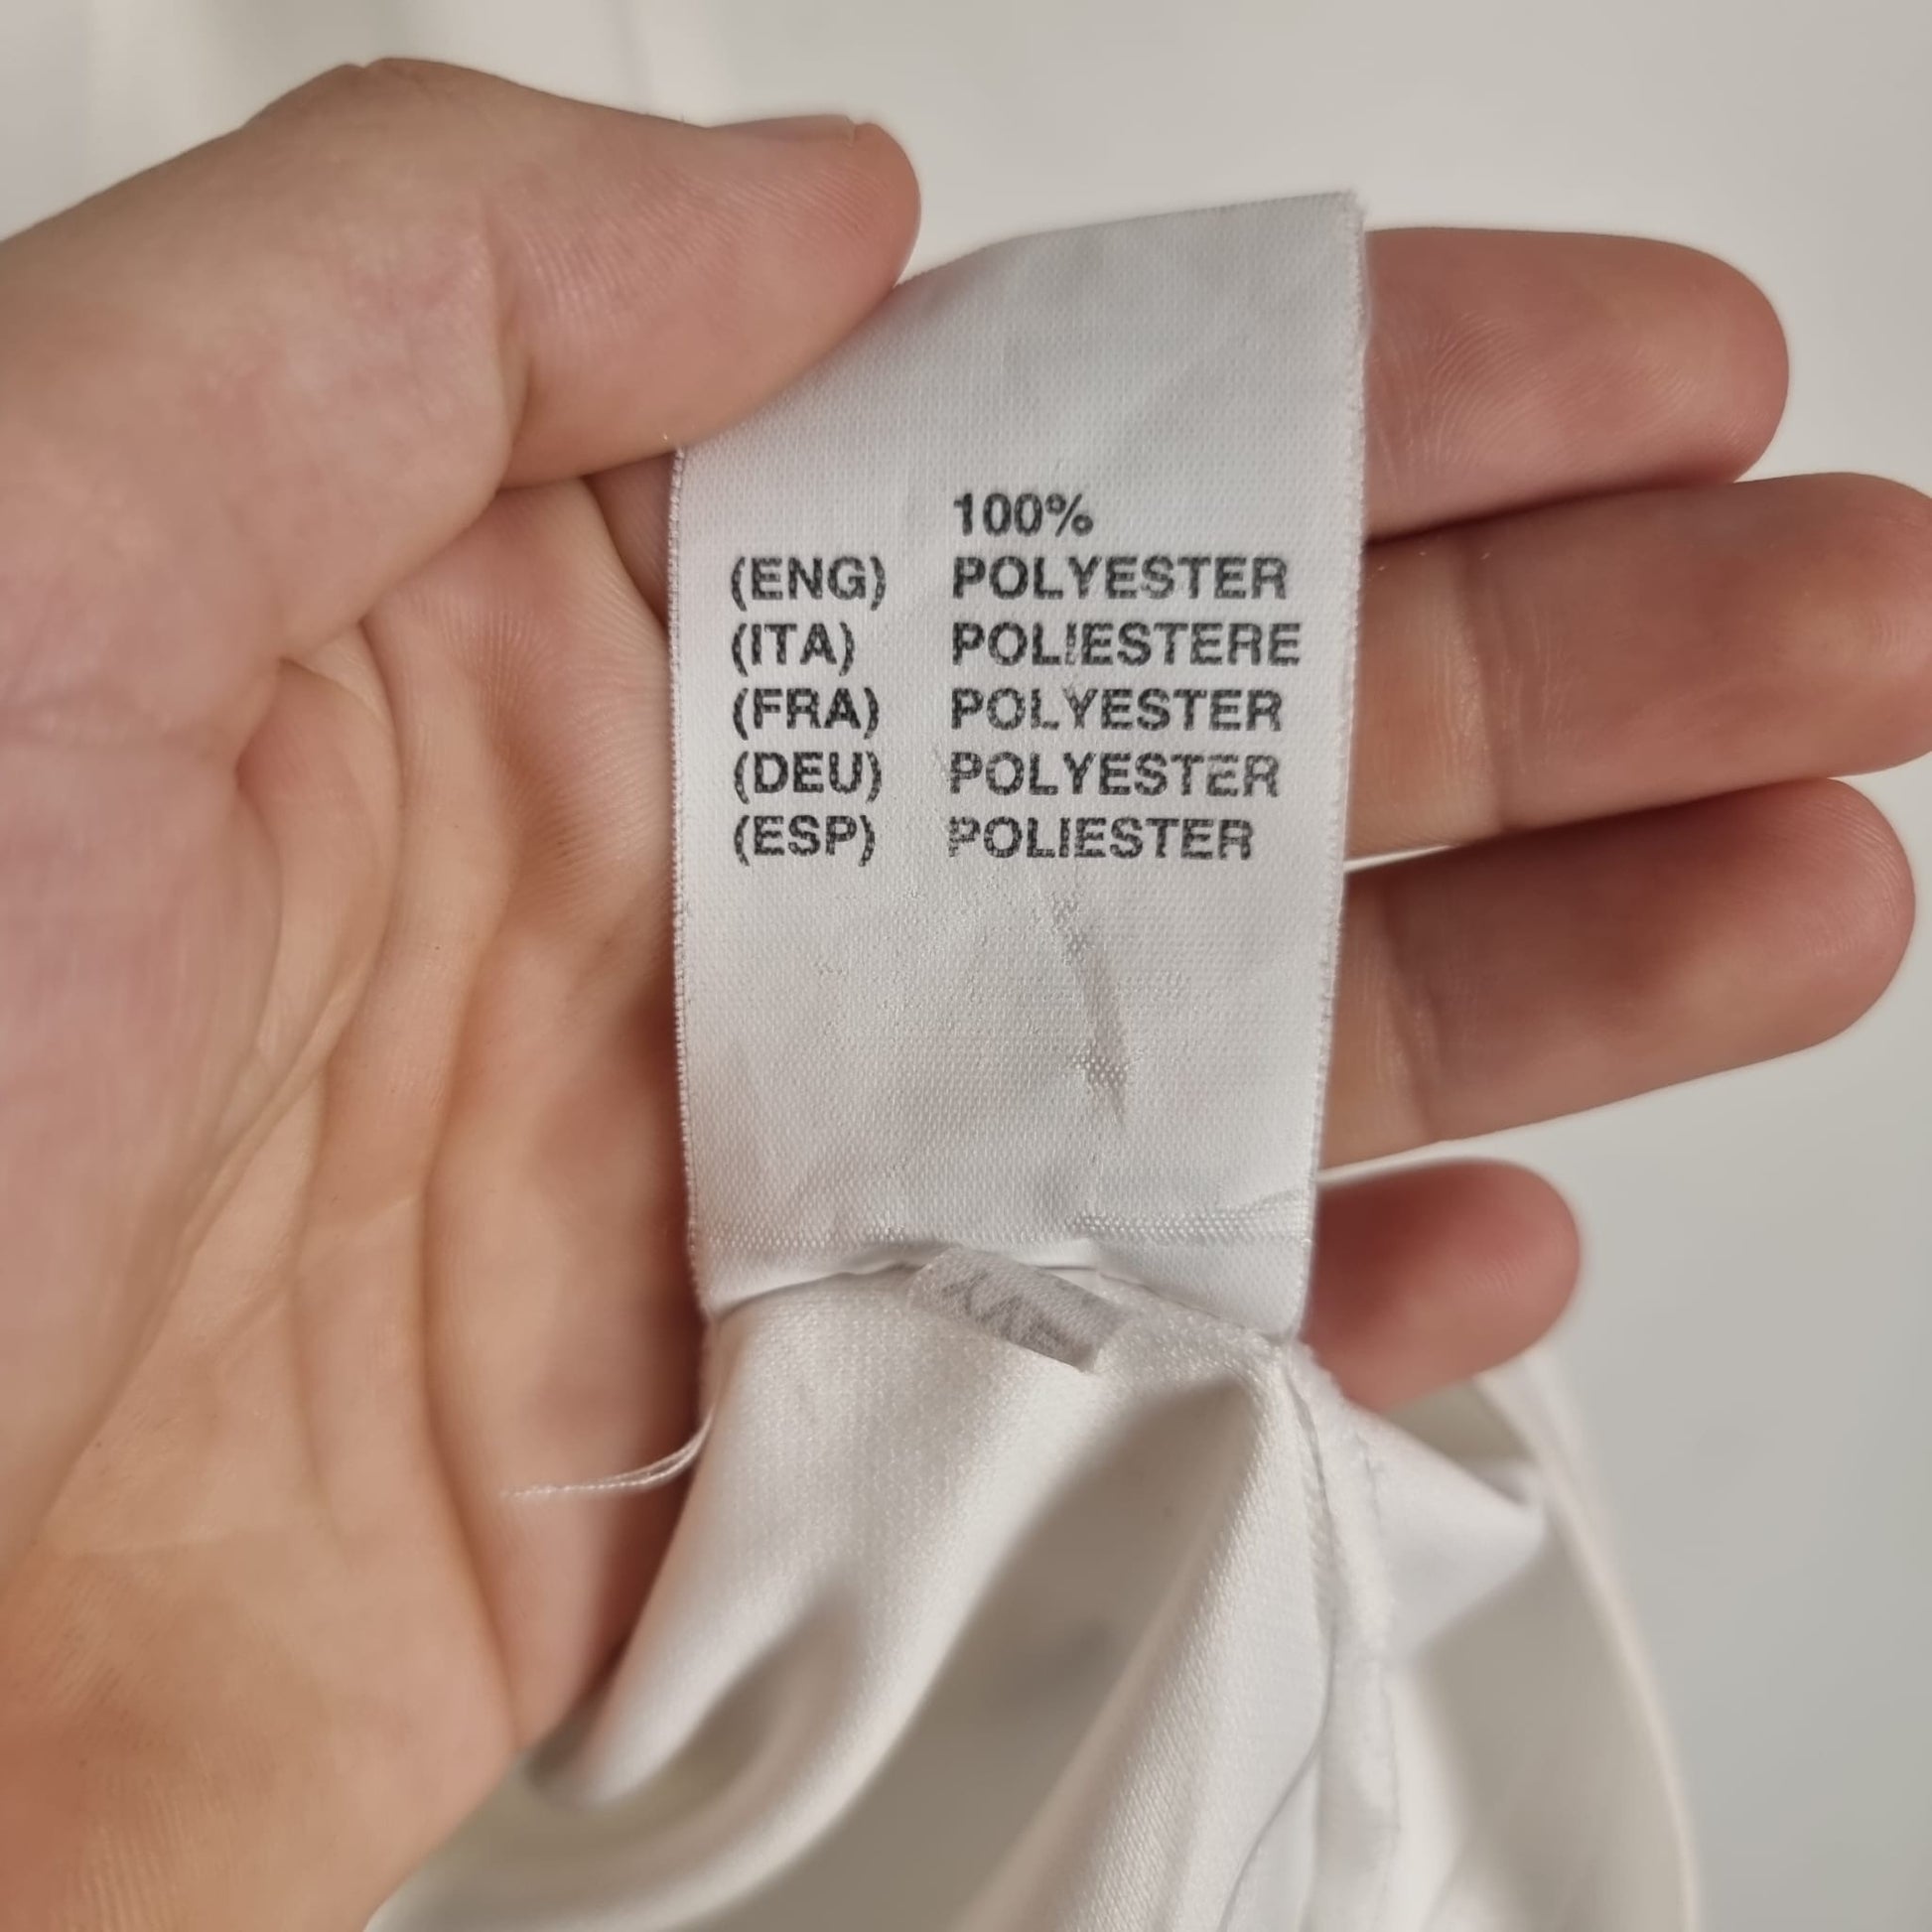 100%
(ENG) POLYESTER
(ITA) POLIESTERE
(FRA) POLYESTER
(DEU) POLYESTER
(ESP) POLIESTER